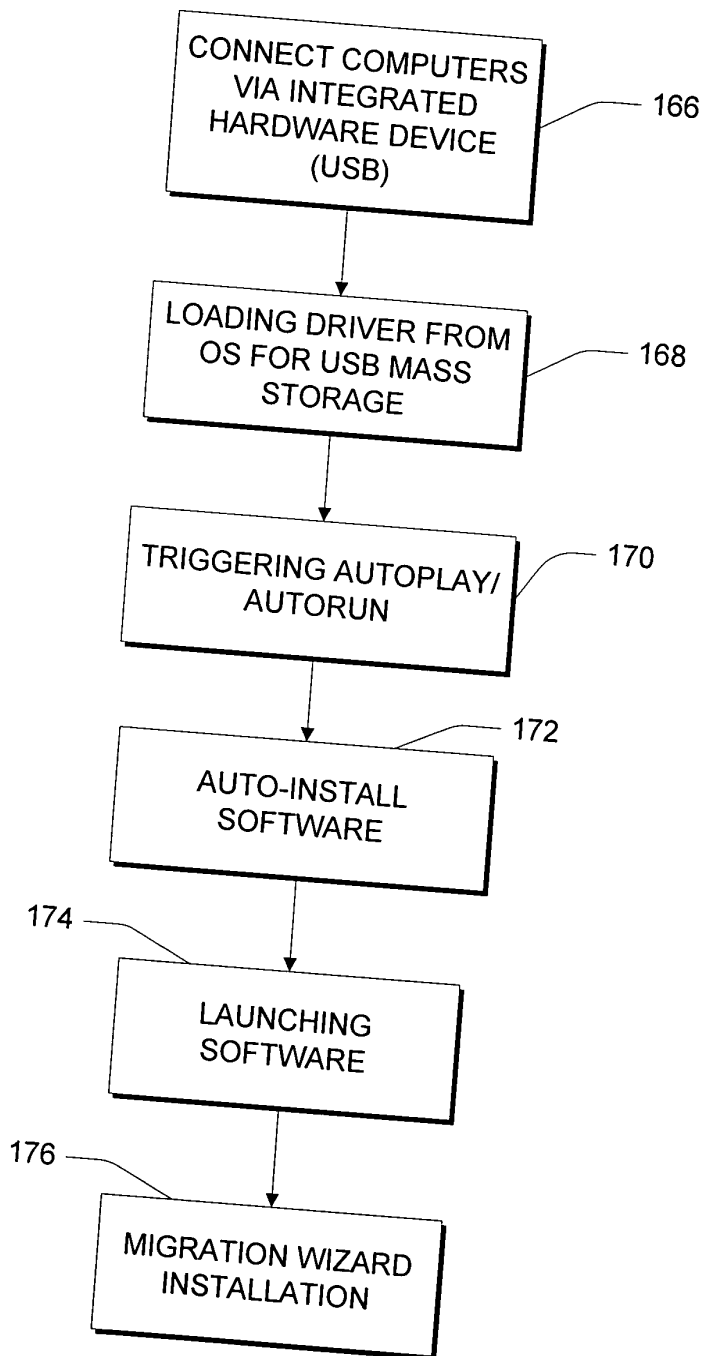 CONNECT COMPUTERS
VIA INTEGRATED
HARDWARE DEVICE
(USB)
166
LOADING DRIVER FROM
OS FOR USB MASS
STORAGE
168
TRIGGERING AUTOPLAY/
AUTORUN
170
172
AUTO-INSTALL
SOFTWARE
174
LAUNCHING
SOFTWARE
176
MIGRATION WIZARD
INSTALLATION